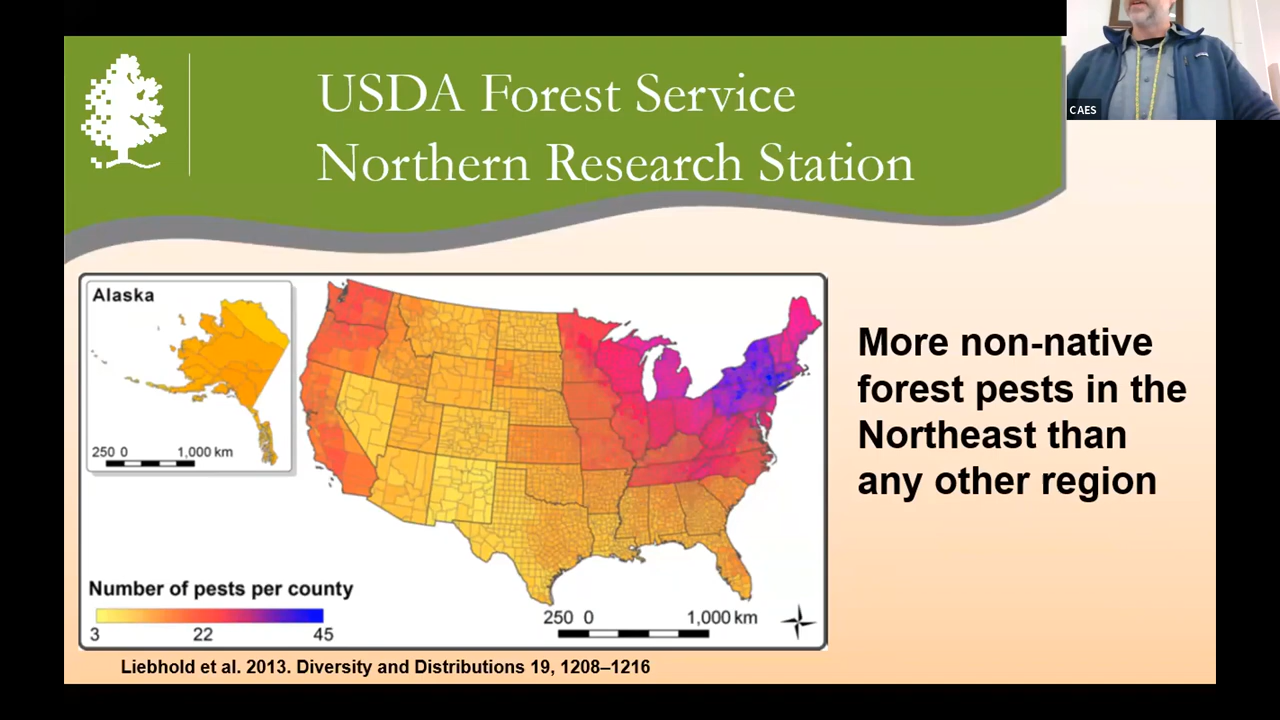 USDA Forest Service
Northern Research Station
CAES
Alaska
250 0 1,000 km
Number of pests per county
3 22 45
250 0 1,000 km
Liebhold et al. 2013. Diversity and Distributions 19, 1208–1216
More non-native
forest pests in the
Northeast than
any other region